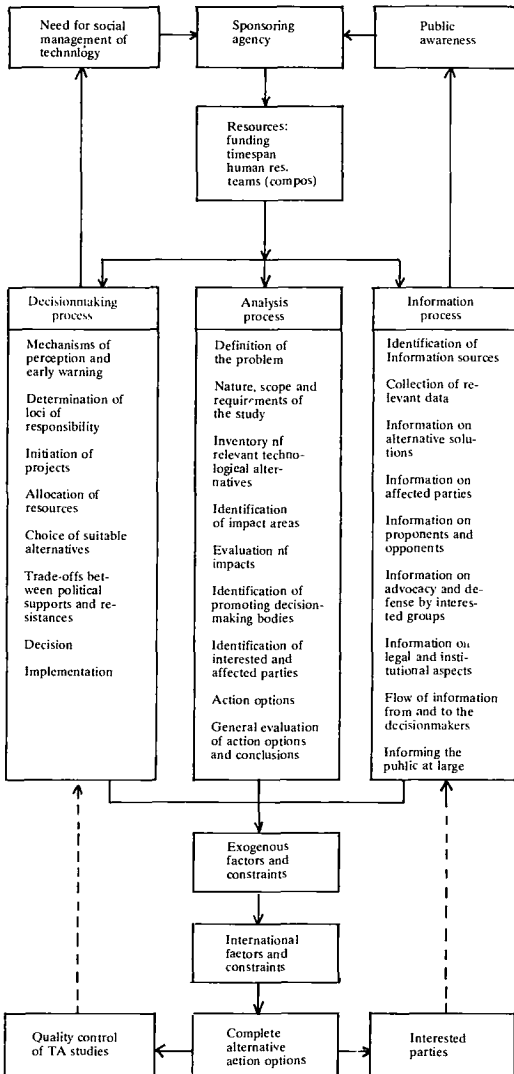 Need for social
management of
technology
Sponsoring
agency
Public
awareness
Resources:
funding
timespan
human res.
teams (compos)
Decisionmaking
process
Mechanisms of
perception and
early warning
Determination of
loci of
responsibility
Initiation of
projects
Allocation of
resources
Choice of suitable
alternatives
Trade-offs bet-
ween political
supports and re-
sistances
Decision
Implementation
Analysis
process
Definition of
the problem
Nature, scope and
requirements of
the study
Inventory of
relevant techno-
logical alter-
natives
Identification
of impact areas
Evaluation of
impacts
Identification of
promoting decision-
making bodies
Identification of
interested and
affected parties
Action options
General evaluation
of action options
and conclusions
Information
process
Identification of
Information sources
Collection of re-
levant data
Information on
alternative solu-
tions
Information on
affected parties
Information on
proponents and
opponents
Information on
advocacy and de-
fense by interes-
ted groups
Information on
legal and insti-
tutional aspects
Flow of information
from and to the
decisionmakers
Informing the
public at large
Exogenous
factors and
constraints
International
factors and
constraints
Quality control
of TA studies
Complete
alternative
action options
Interested
parties